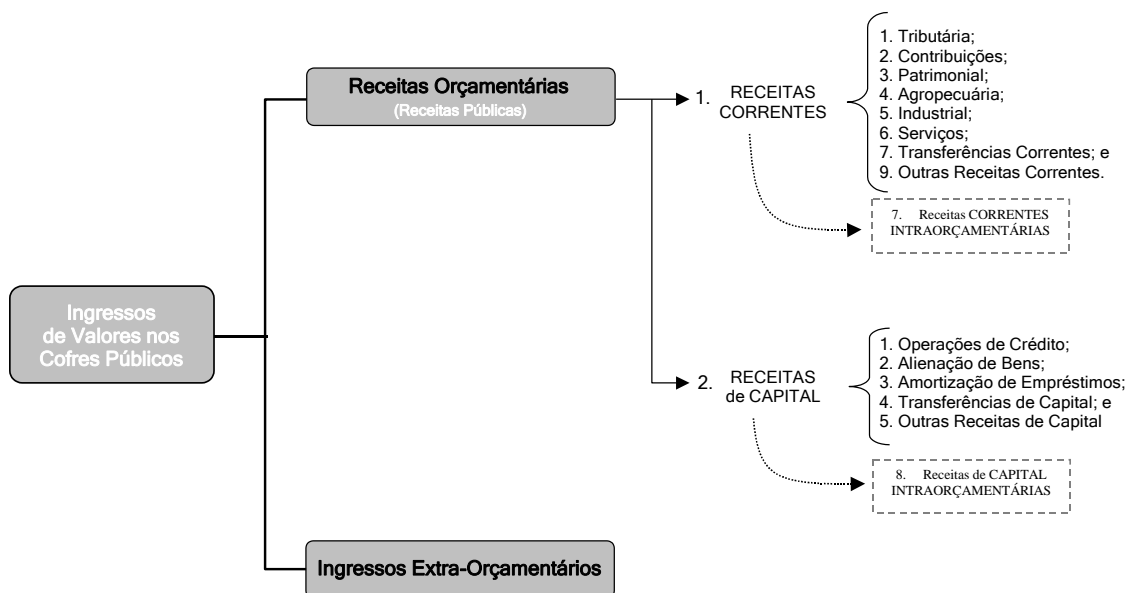 Ingressos
de Valores nos
Cofres Públicos
Receitas Orçamentárias
(Receitas Públicas)
1. RECEITAS
CORRENTES
1. Tributária;
2. Contribuições;
3. Patrimonial;
4. Agropecuária;
5. Industrial;
6. Serviços;
7. Transferências Correntes; e
9. Outras Receitas Correntes.
7. Receitas CORRENTES
INTRAORÇAMENTÁRIAS
2. RECEITAS
de CAPITAL
1. Operações de Crédito;
2. Alienação de Bens;
3. Amortização de Empréstimos;
4. Transferências de Capital; e
5. Outras Receitas de Capital
8. Receitas de CAPITAL
INTRAORÇAMENTÁRIAS
Ingressos Extra-Orçamentários